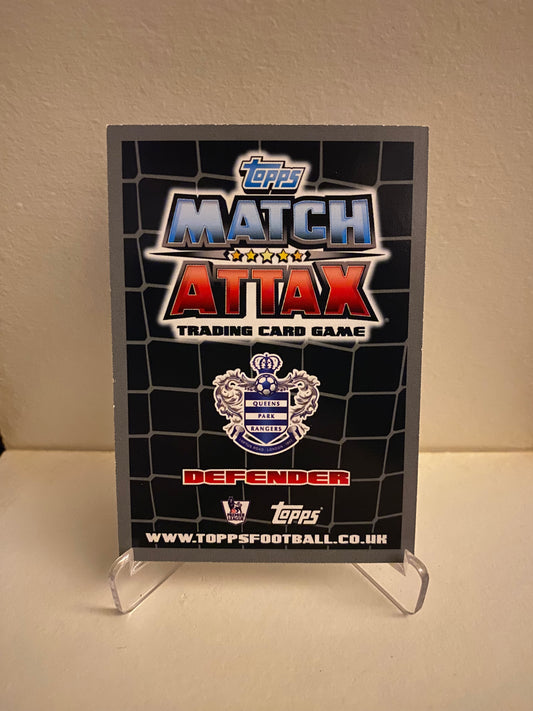 Topps
MATCH
ATTAX
TRADING CARD GAME
QUEENS
PARK
RANGERS
DEFENDER
Topps
WWW.TOPPSFOOTBALL.CO.UK